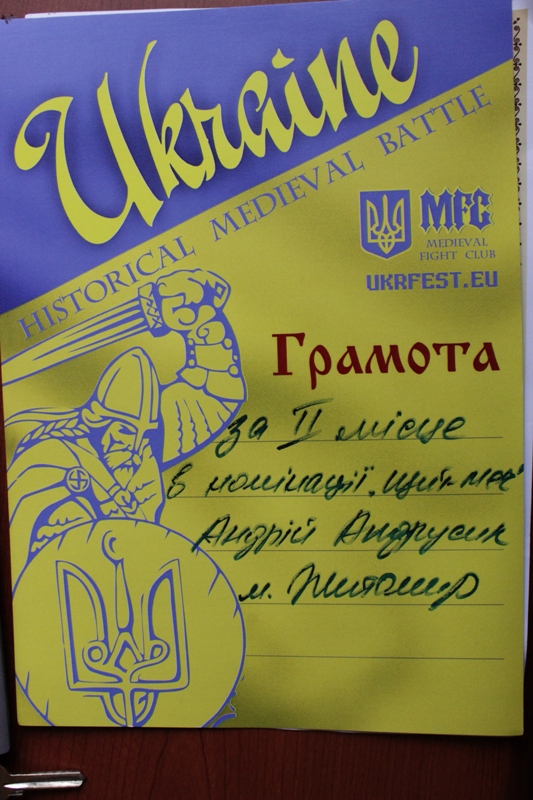 Ukraine
HISTORICAL MEDIEVAL BATTLE
MFC
MEDIEVAL
FIGHT CLUB
UKRFEST.EU
Грамота
за II місце
в номінації „щит-меч"
Андрій Андрусик
м. Житомир